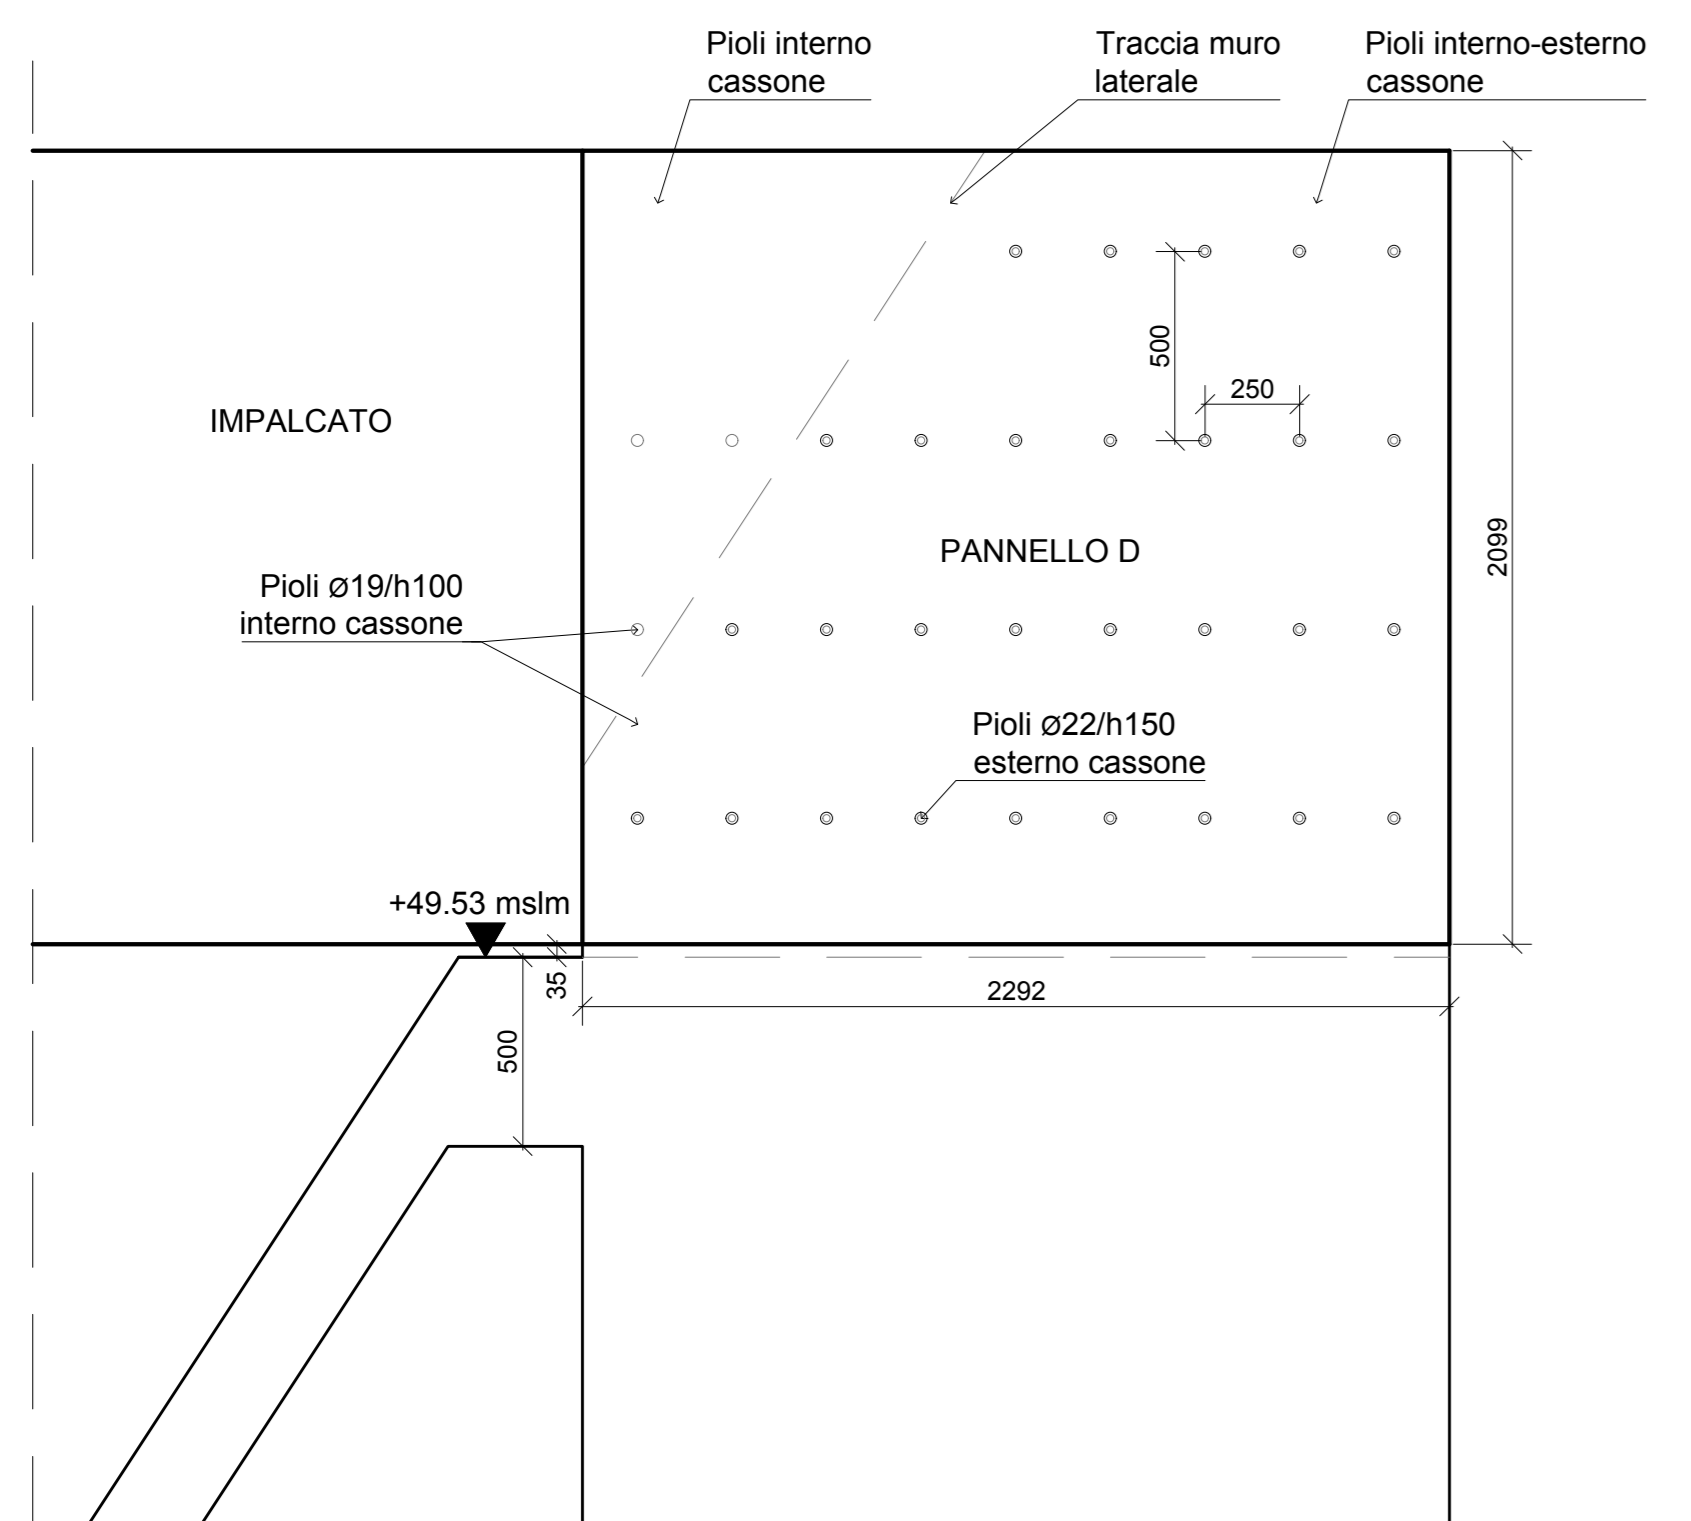 Pioli interno
cassone
Traccia muro
laterale
Pioli interno-esterno
cassone
500
250
IMPALCATO
PANNELLO D
2099
Pioli Ø19/h100
interno cassone
Pioli Ø22/h150
esterno cassone
+49.53 mslm
35
2292
500